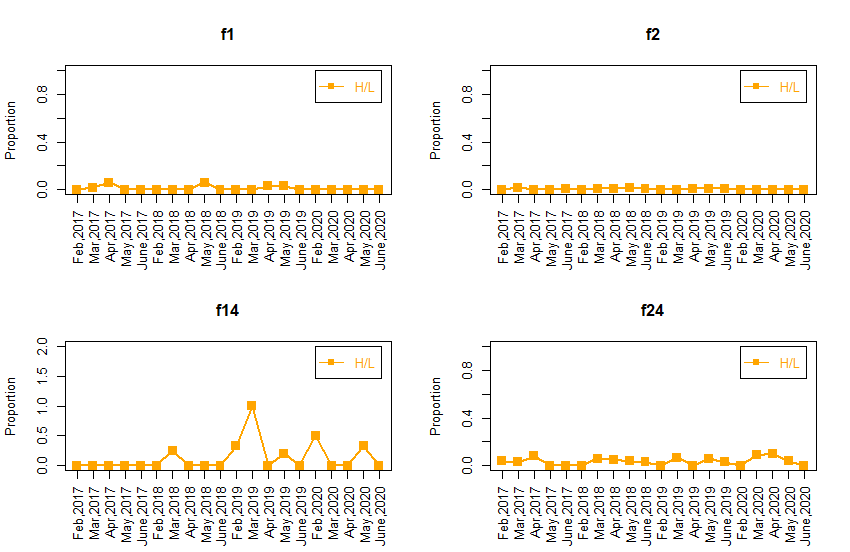 f1
H/L
Proportion
0.0 0.4 0.8
Feb,2017 Mar,2017 Apr,2017 May,2017 June,2017 Feb,2018 Mar,2018 Apr,2018 May,2018 June,2018 Feb,2019 Mar,2019 Apr,2019 May,2019 June,2019 Feb,2020 Mar,2020 Apr,2020 May,2020 June,2020
f2
H/L
Proportion
0.0 0.4 0.8
Feb,2017 Mar,2017 Apr,2017 May,2017 June,2017 Feb,2018 Mar,2018 Apr,2018 May,2018 June,2018 Feb,2019 Mar,2019 Apr,2019 May,2019 June,2019 Feb,2020 Mar,2020 Apr,2020 May,2020 June,2020
f14
H/L
Proportion
0.0 0.5 1.0 1.5 2.0
Feb,2017 Mar,2017 Apr,2017 May,2017 June,2017 Feb,2018 Mar,2018 Apr,2018 May,2018 June,2018 Feb,2019 Mar,2019 Apr,2019 May,2019 June,2019 Feb,2020 Mar,2020 Apr,2020 May,2020 June,2020
f24
H/L
Proportion
0.0 0.4 0.8
Feb,2017 Mar,2017 Apr,2017 May,2017 June,2017 Feb,2018 Mar,2018 Apr,2018 May,2018 June,2018 Feb,2019 Mar,2019 Apr,2019 May,2019 June,2019 Feb,2020 Mar,2020 Apr,2020 May,2020 June,2020